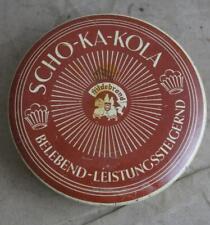 SCHO-KA-KOLA
Hildebrand
BELEBEND-LEISTUNGSSTEIGERND